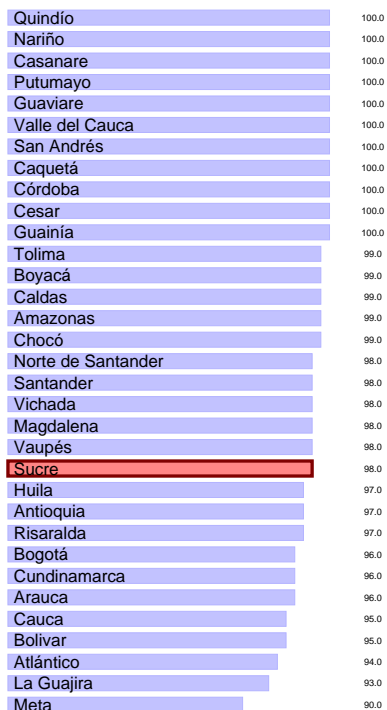 Quindío 100.0
Nariño 100.0
Casanare 100.0
Putumayo 100.0
Guaviare 100.0
Valle del Cauca 100.0
San Andrés 100.0
Caquetá 100.0
Córdoba 100.0
Cesar 100.0
Guainía 100.0
Tolima 99.0
Boyacá 99.0
Caldas 99.0
Amazonas 99.0
Chocó 99.0
Norte de Santander 98.0
Santander 98.0
Vichada 98.0
Magdalena 98.0
Vaupés 98.0
Sucre 98.0
Huila 97.0
Antioquia 97.0
Risaralda 97.0
Bogotá 96.0
Cundinamarca 96.0
Arauca 96.0
Cauca 95.0
Bolivar 95.0
Atlántico 94.0
La Guajira 93.0
Meta 90.0